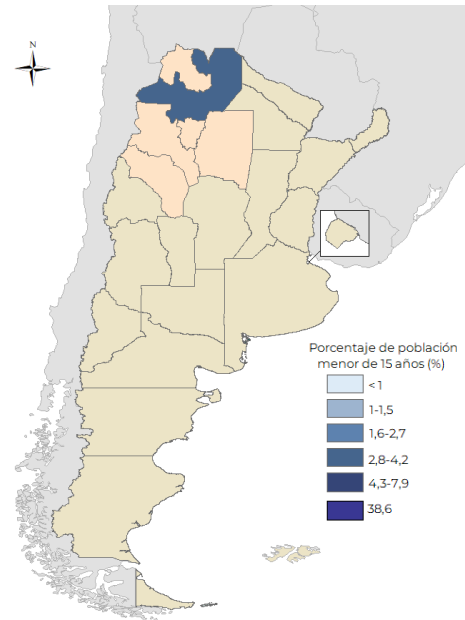 N
Porcentaje de población
menor de 15 años (%)
<1
1-1,5
1,6-2,7
2,8-4,2
4,3-7,9
38,6